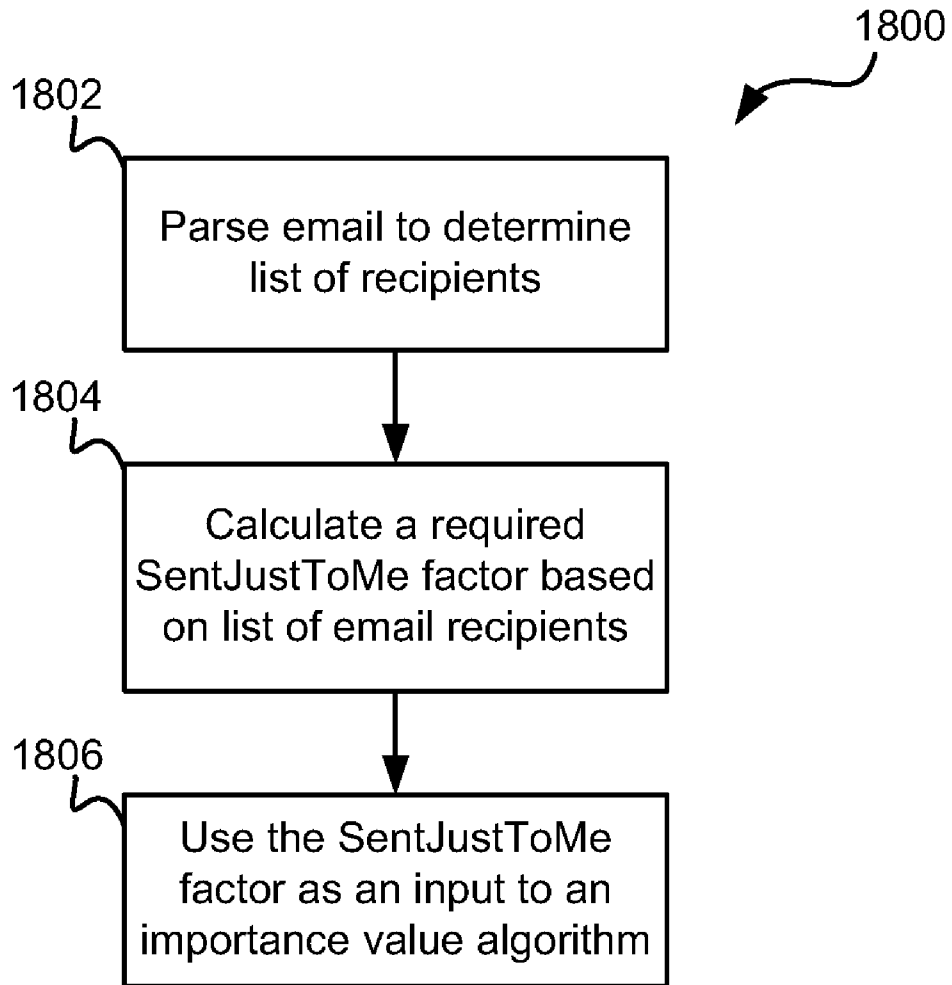 1800
1802
Parse email to determine
list of recipients
1804
Calculate a required
SentJustToMe factor based
on list of email recipients
1806
Use the SentJustToMe
factor as an input to an
importance value algorithm